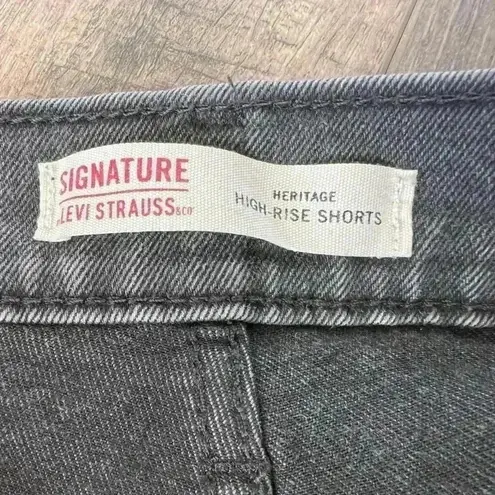 SIGNATURE
LEVI STRAUSS & CO
HERITAGE
HIGH-RISE SHORTS